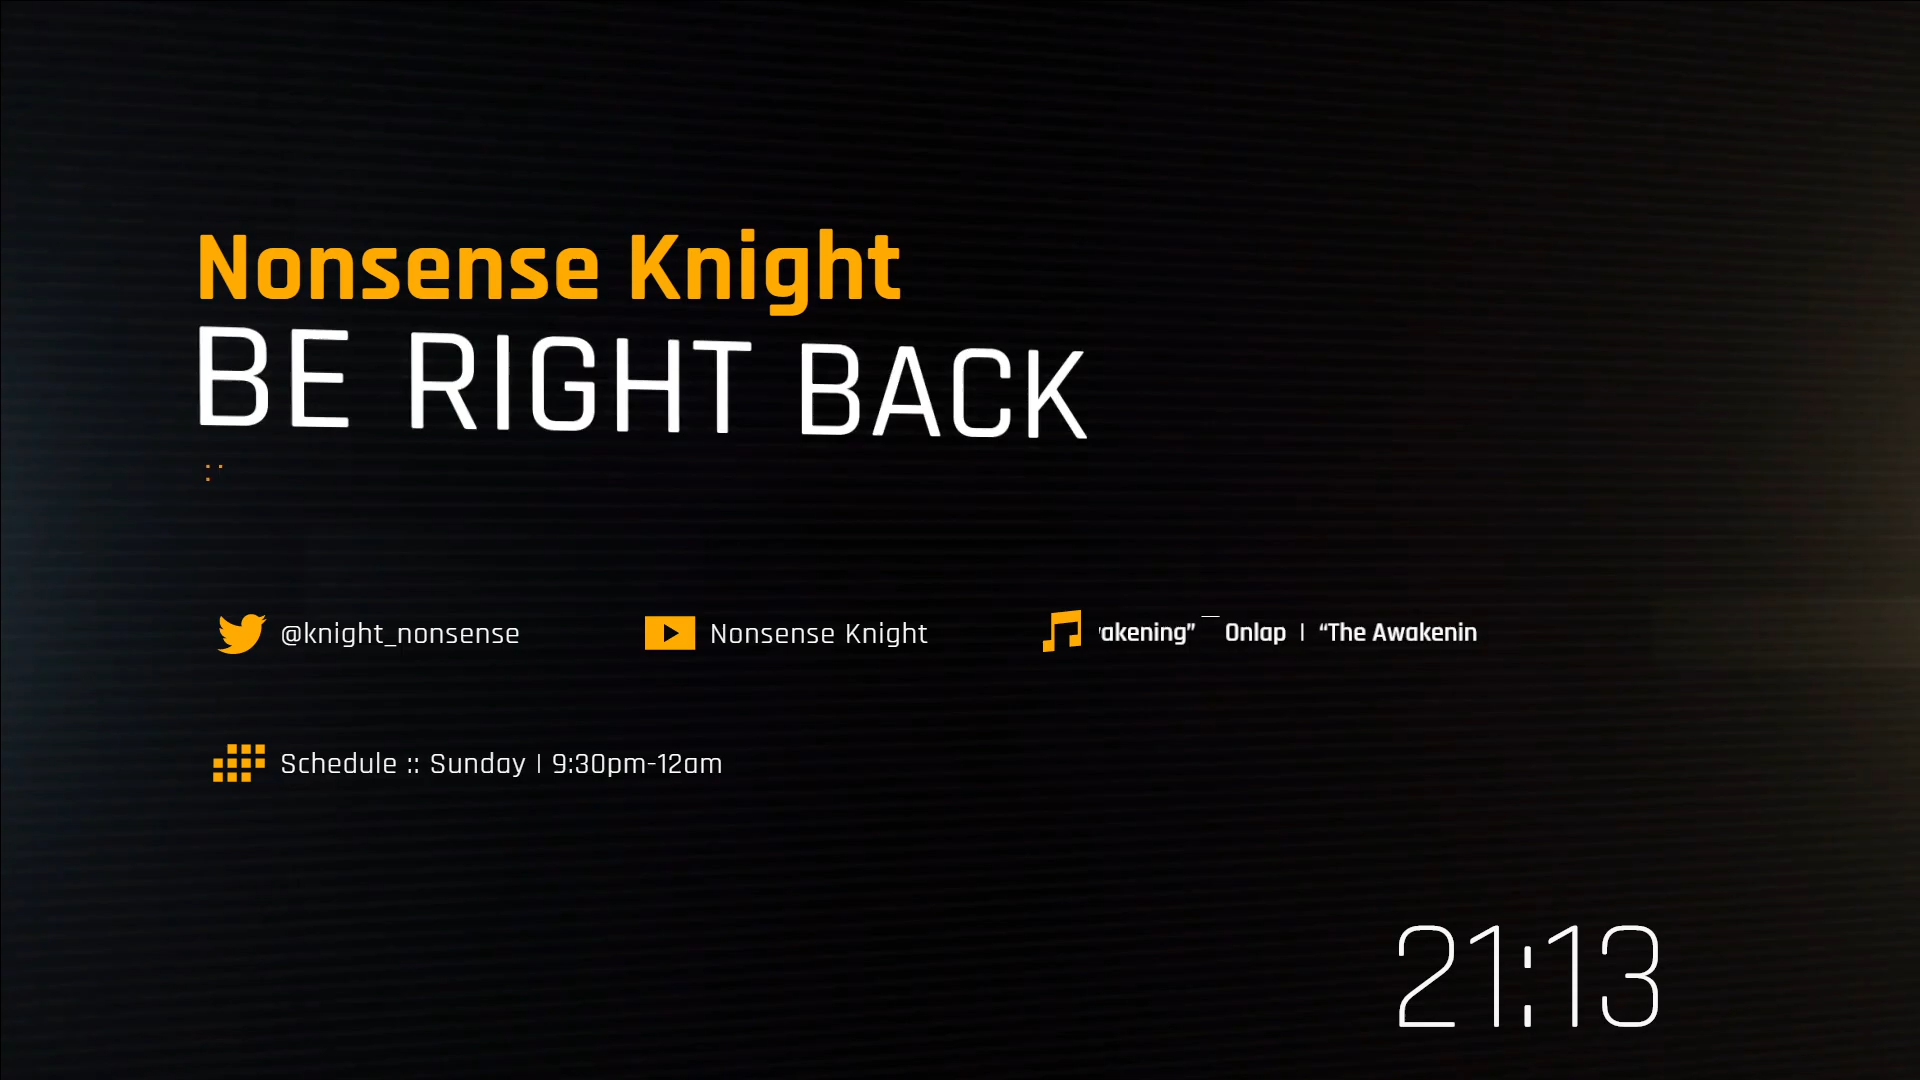 Nonsense Knight
BE RIGHT BACK
@knight_nonsense
Nonsense Knight
akening” Onlap | “The Awakenin
Schedule :: Sunday | 9:30pm-12am
21:13